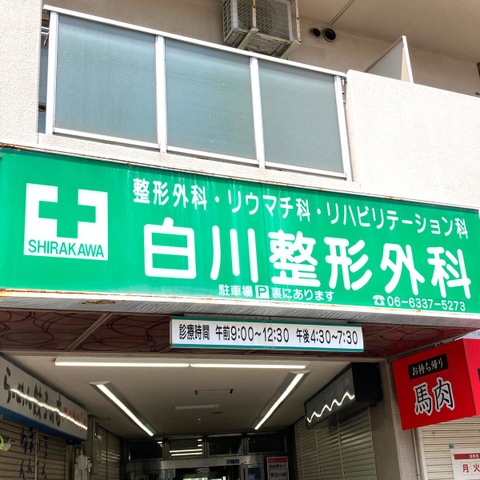 整形外科・リウマチ科・リハビリテーション科
SHIRAKAWA
白川整形外科
駐車場P裏にあります
☎06-6337-5273
診療時間 午前9:00〜12:30 午後4:30〜7:30
お持ち帰り
馬肉
月火